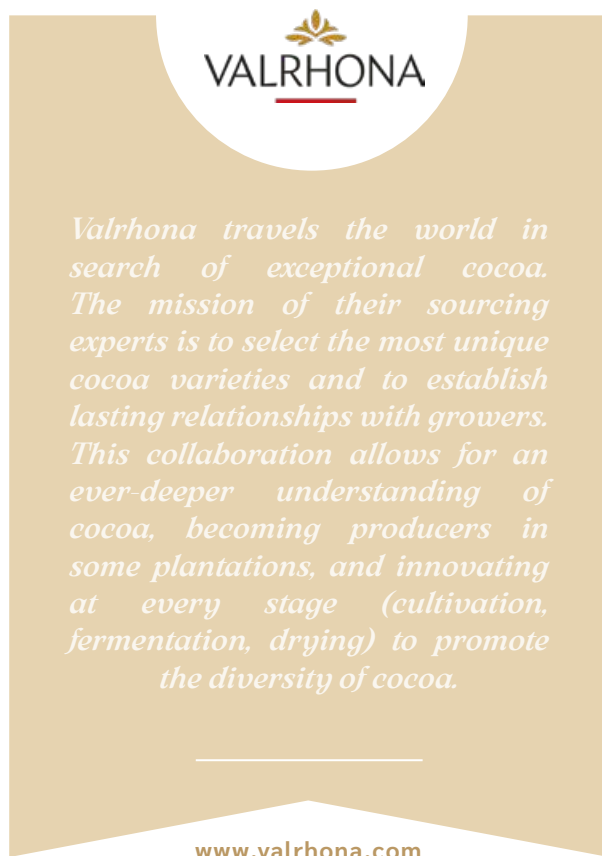 VALRHONA
Valrhona travels the world in
search of exceptional cocoa.
The mission of their sourcing
experts is to select the most unique
cocoa varieties and to establish
lasting relationships with growers.
This collaboration allows for an
ever-deeper understanding of
cocoa, becoming producers in
some plantations, and innovating
at every stage (cultivation,
fermentation, drying) to promote
the diversity of cocoa.
www.valrhona.com